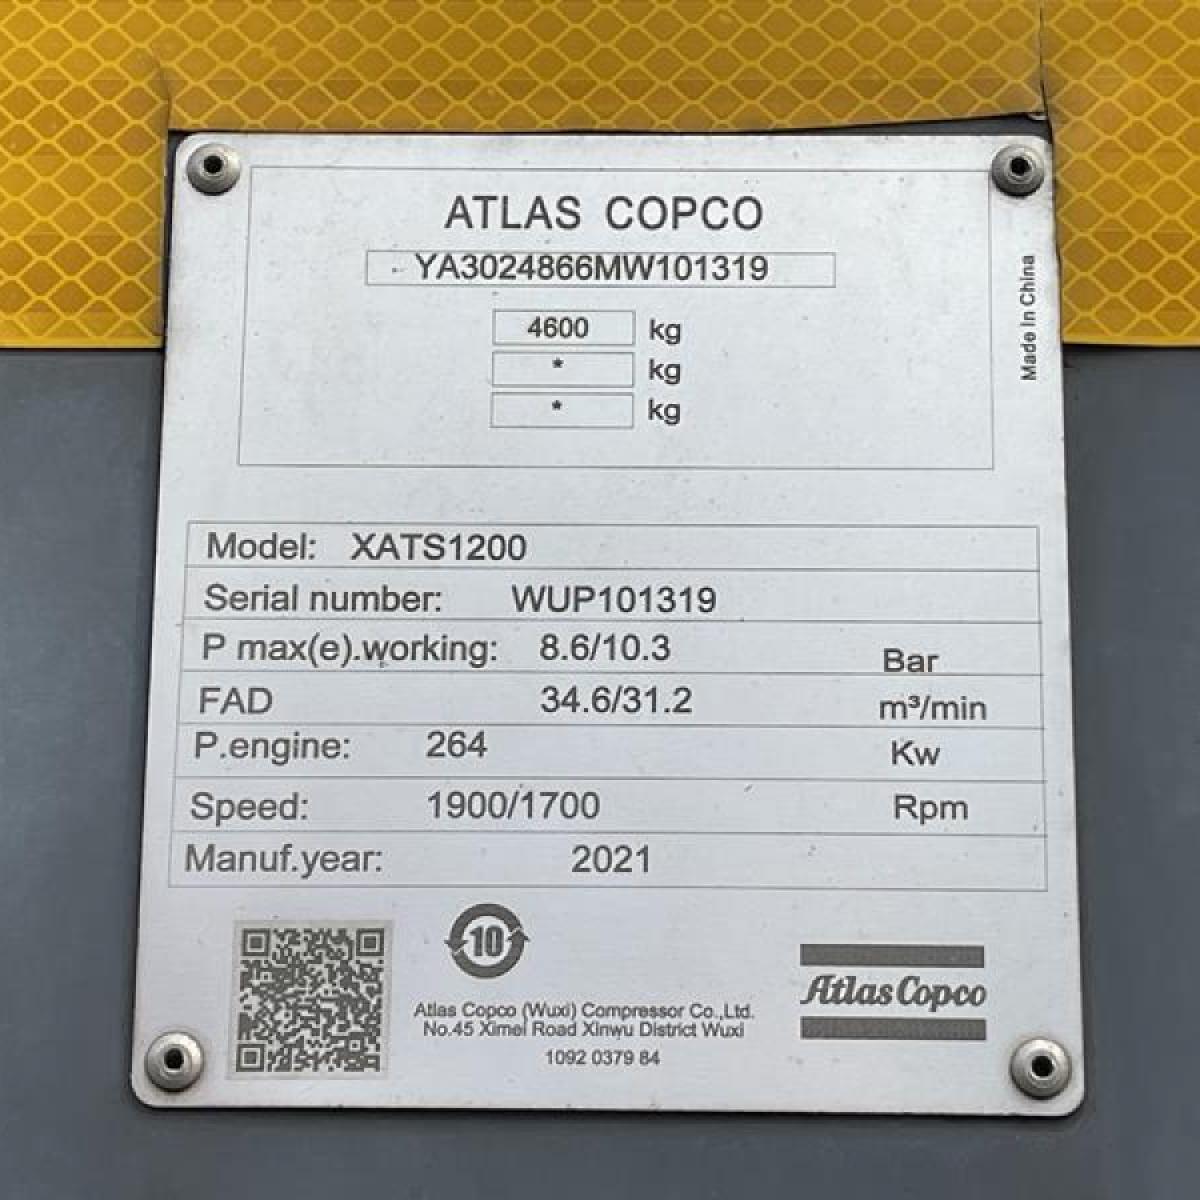 ATLAS COPCO
YA3024866MW101319
4600 kg
* kg
* kg
Made In China
Model: XATS1200
Serial number: WUP101319
P max(e).working: 8.6/10.3 Bar
FAD 34.6/31.2 m³/min
P.engine: 264 Kw
Speed: 1900/1700 Rpm
Manuf.year: 2021
10
Atlas Copco (Wuxi) Compressor Co.,Ltd.
No.45 Ximei Road Xinwu District Wuxi
1092 0379 84
Atlas Copco